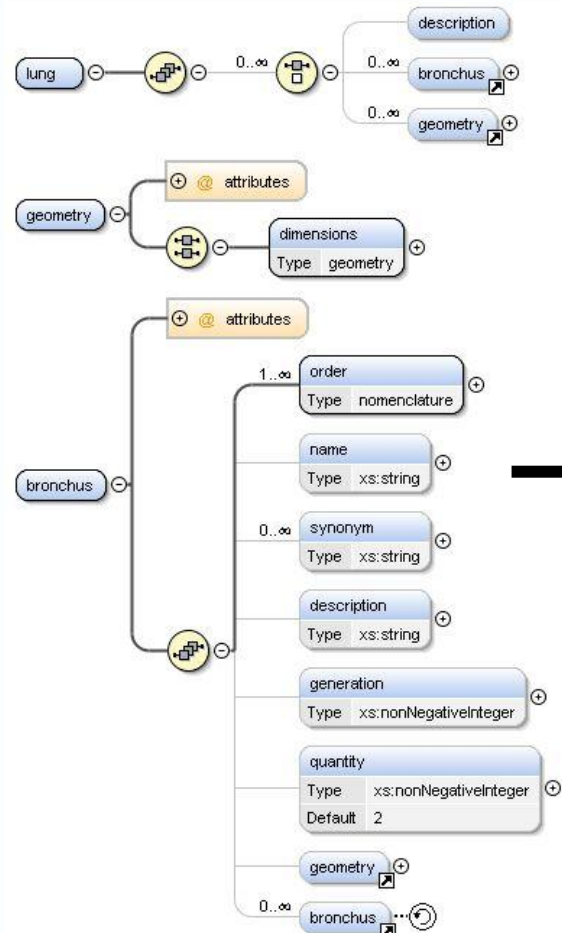 description
lung
0..∞
0..∞
bronchus
0..∞
geometry
@ attributes
geometry
dimensions
Type geometry
@ attributes
1..∞
order
Type nomenclature
name
Type xs:string
bronchus
0..∞
synonym
Type xs:string
description
Type xs:string
generation
Type xs:nonNegativeInteger
quantity
Type xs:nonNegativeInteger
Default 2
geometry
0..∞
bronchus